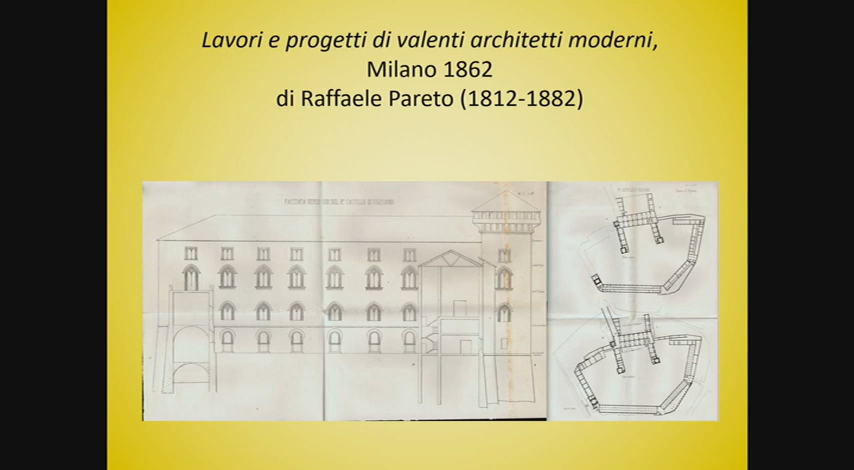 Lavori e progetti di valenti architetti moderni,
Milano 1862
di Raffaele Pareto (1812-1882)